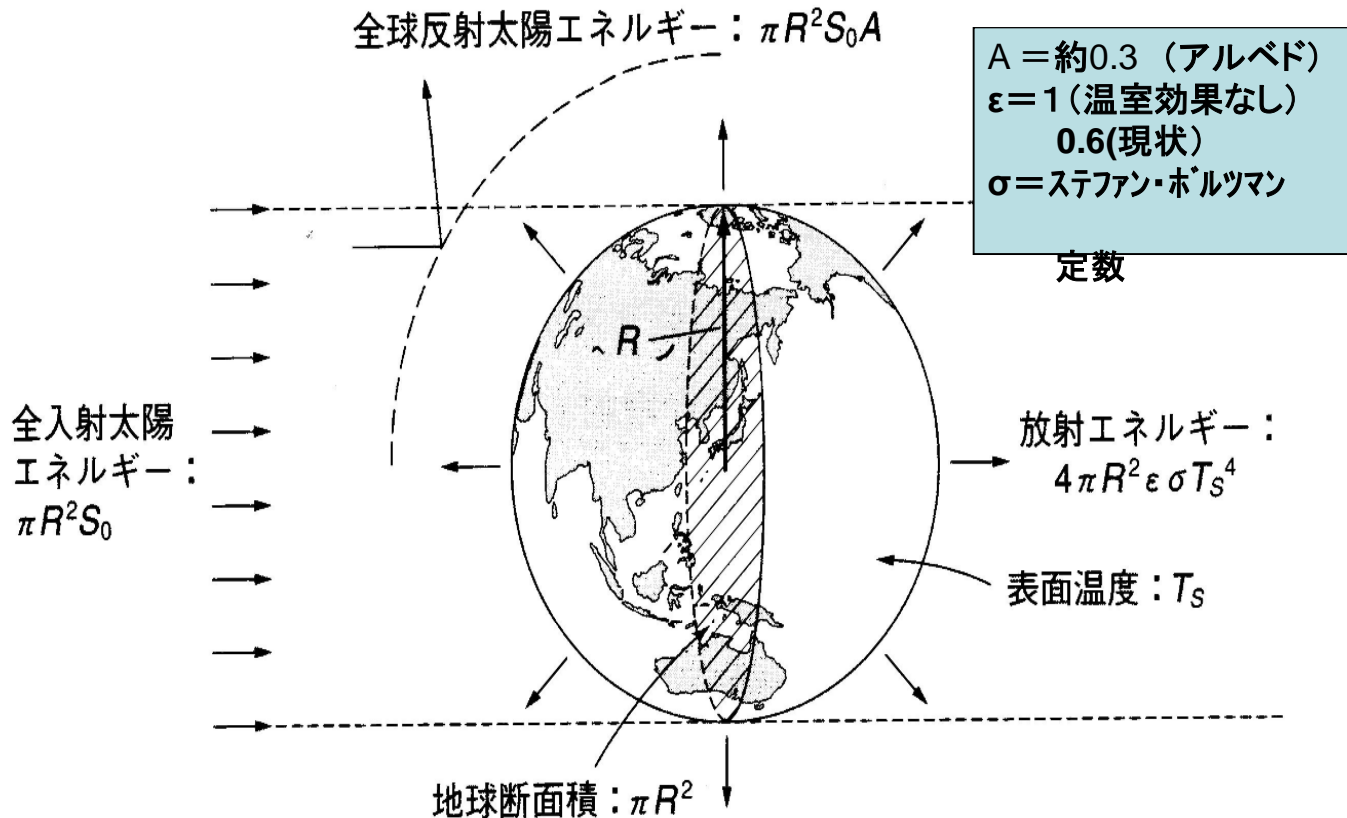 全球反射太陽エネルギー：πR²S₀A
A＝約0.3 （アルベド）
ε＝1（温室効果なし）
0.6(現状）
σ＝ステファン・ボルツマン
定数
R
全入射太陽
エネルギー：
πR²S₀
放射エネルギー：
4πR²εσTₛ⁴
表面温度：Tₛ
地球断面積：πR²